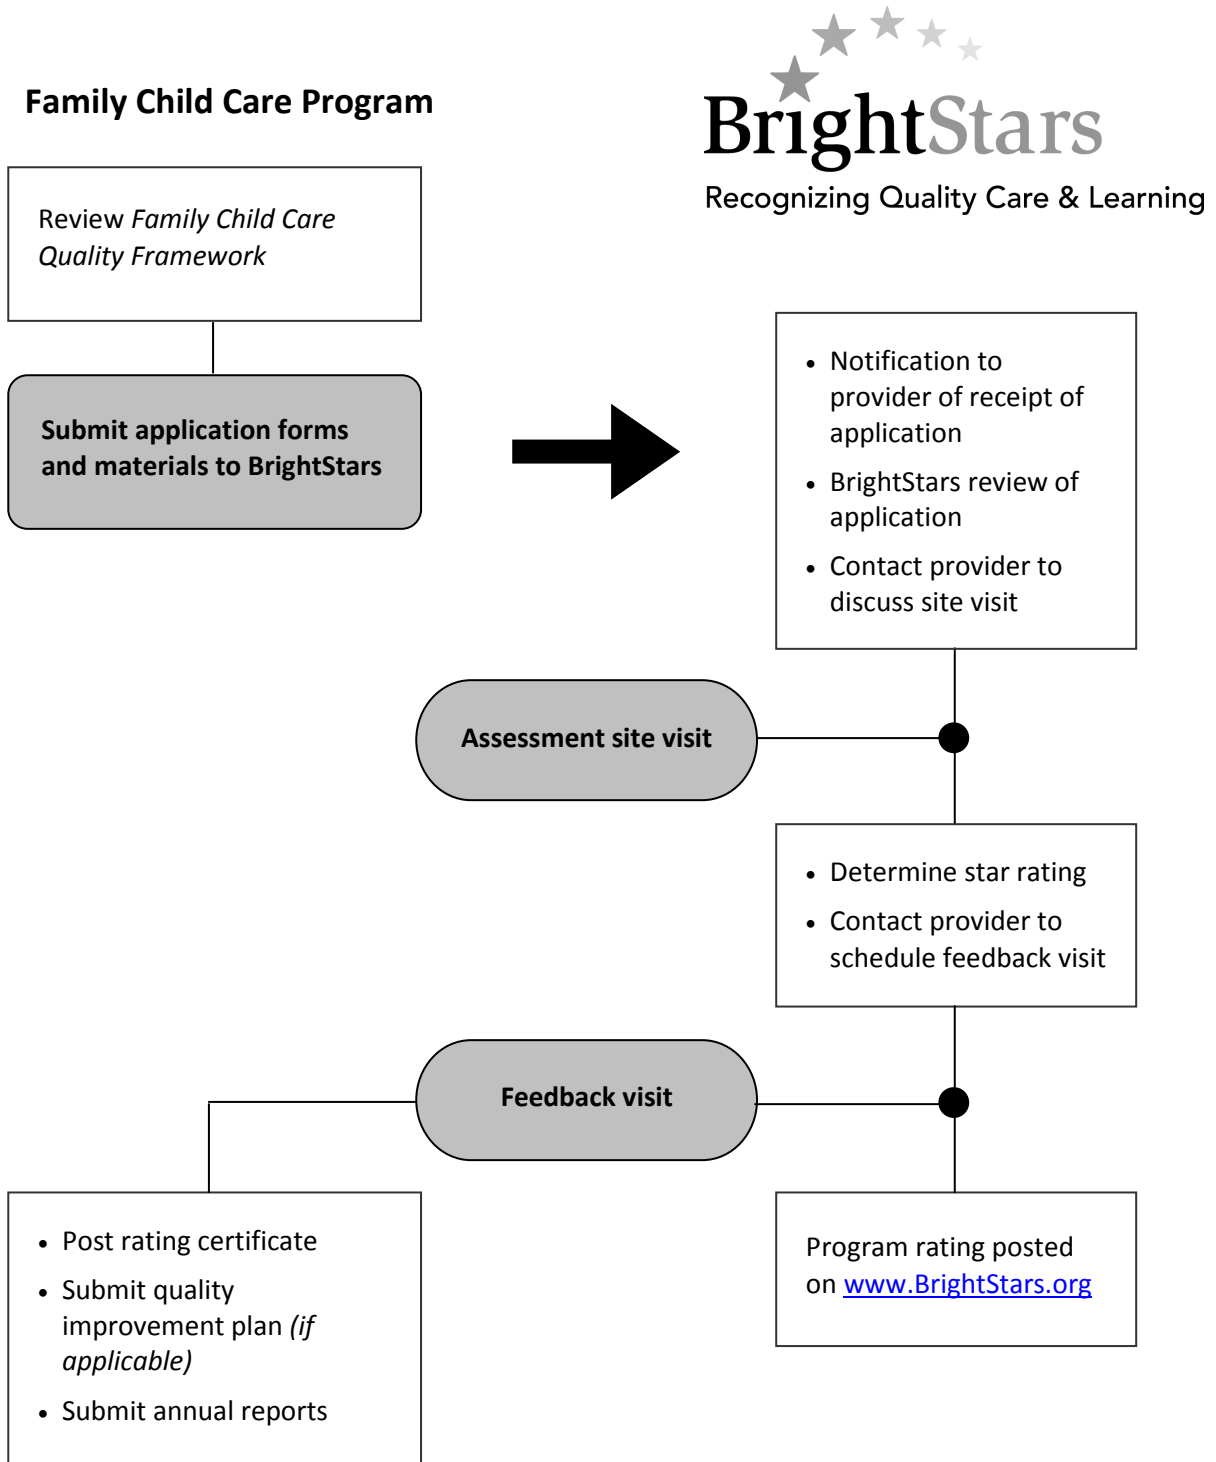 Family Child Care Program
BrightStars
Recognizing Quality Care & Learning
Review Family Child Care
Quality Framework
Submit application forms
and materials to BrightStars
• Notification to
provider of receipt of
application
• BrightStars review of
application
• Contact provider to
discuss site visit
Assessment site visit
• Determine star rating
• Contact provider to
schedule feedback visit
Feedback visit
• Post rating certificate
• Submit quality
improvement plan (if
applicable)
• Submit annual reports
Program rating posted
on www.BrightStars.org